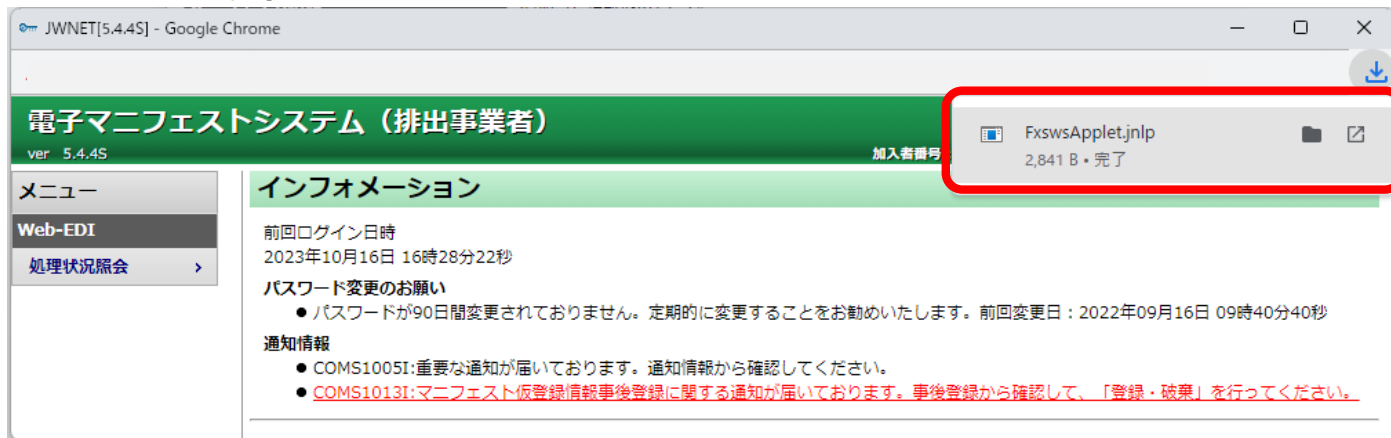 JWNET[5.4.4S] - Google Chrome
電子マニフェストシステム（排出事業者）
ver 5.4.4S
加入者番号
FxswsApplet.jnlp
2,841 B • 完了
メニュー
Web-EDI
処理状況照会
インフォメーション
前回ログイン日時
2023年10月16日 16時28分22秒
パスワード変更のお願い
● パスワードが90日間変更されておりません。定期的に変更することをお勧めいたします。前回変更日：2022年09月16日 09時40分40秒
通知情報
● COMS1005I:重要な通知が届いております。通知情報から確認してください。
● COMS1013I:マニフェスト仮登録情報事後登録に関する通知が届いております。事後登録から確認して、「登録・破棄」を行ってください。